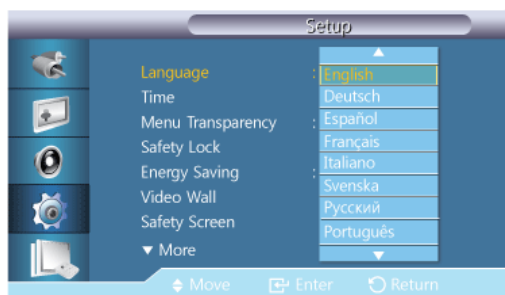 Setup
Language : English
Time Deutsch
Menu Transparency : Español
Safety Lock Français
Energy Saving : Italiano
Video Wall Svenska
Safety Screen Русский
▼ More Português
Move Enter Return